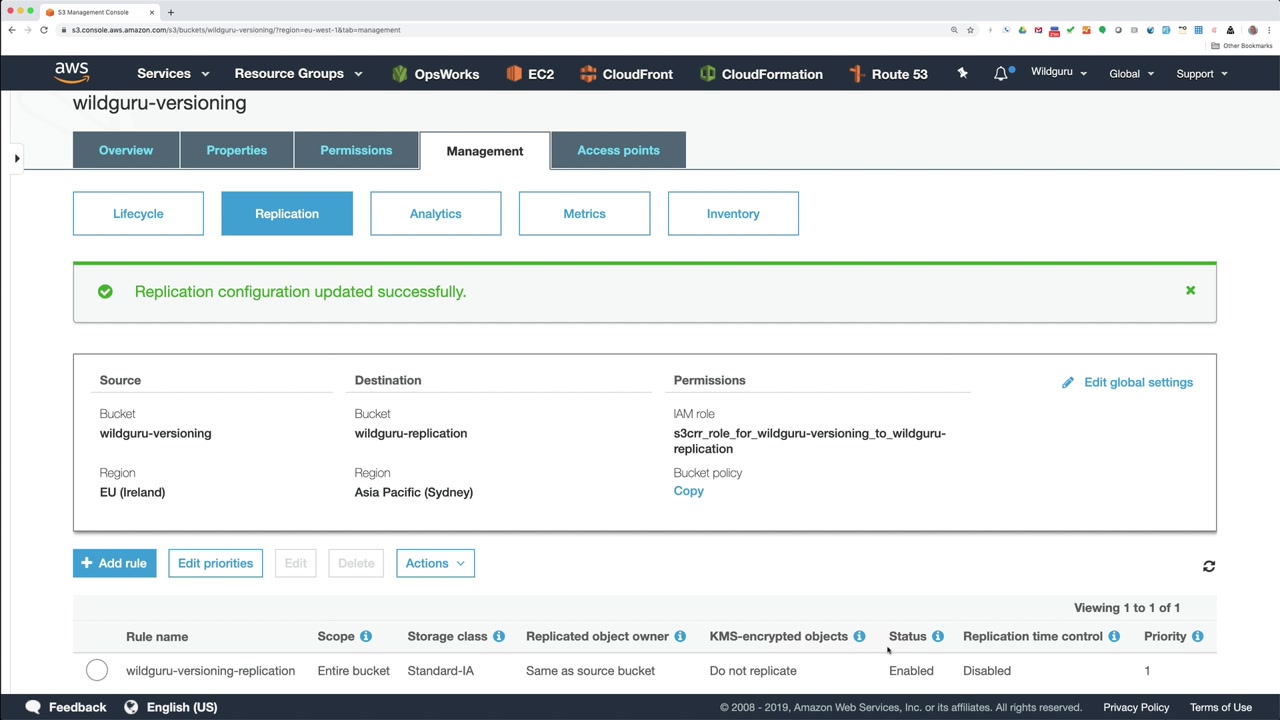 S3 Management Console
s3.console.aws.amazon.com/s3/buckets/wildguru-versioning/?region=eu-west-1&tab=management
Other Bookmarks
aws Services Resource Groups OpsWorks EC2 CloudFront CloudFormation Route 53 Wildguru Global Support
wildguru-versioning
Overview Properties Permissions Management Access points
Lifecycle Replication Analytics Metrics Inventory
Replication configuration updated successfully.
Source Destination Permissions Edit global settings
Bucket Bucket IAM role
wildguru-versioning wildguru-replication s3crr_role_for_wildguru-versioning_to_wildguru-
replication
Region Region Bucket policy
EU (Ireland) Asia Pacific (Sydney) Copy
+ Add rule Edit priorities Edit Delete Actions
Viewing 1 to 1 of 1
Rule name Scope Storage class Replicated object owner KMS-encrypted objects Status Replication time control Priority
wildguru-versioning-replication Entire bucket Standard-IA Same as source bucket Do not replicate Enabled Disabled 1
Feedback English (US) © 2008 - 2019, Amazon Web Services, Inc. or its affiliates. All rights reserved. Privacy Policy Terms of Use